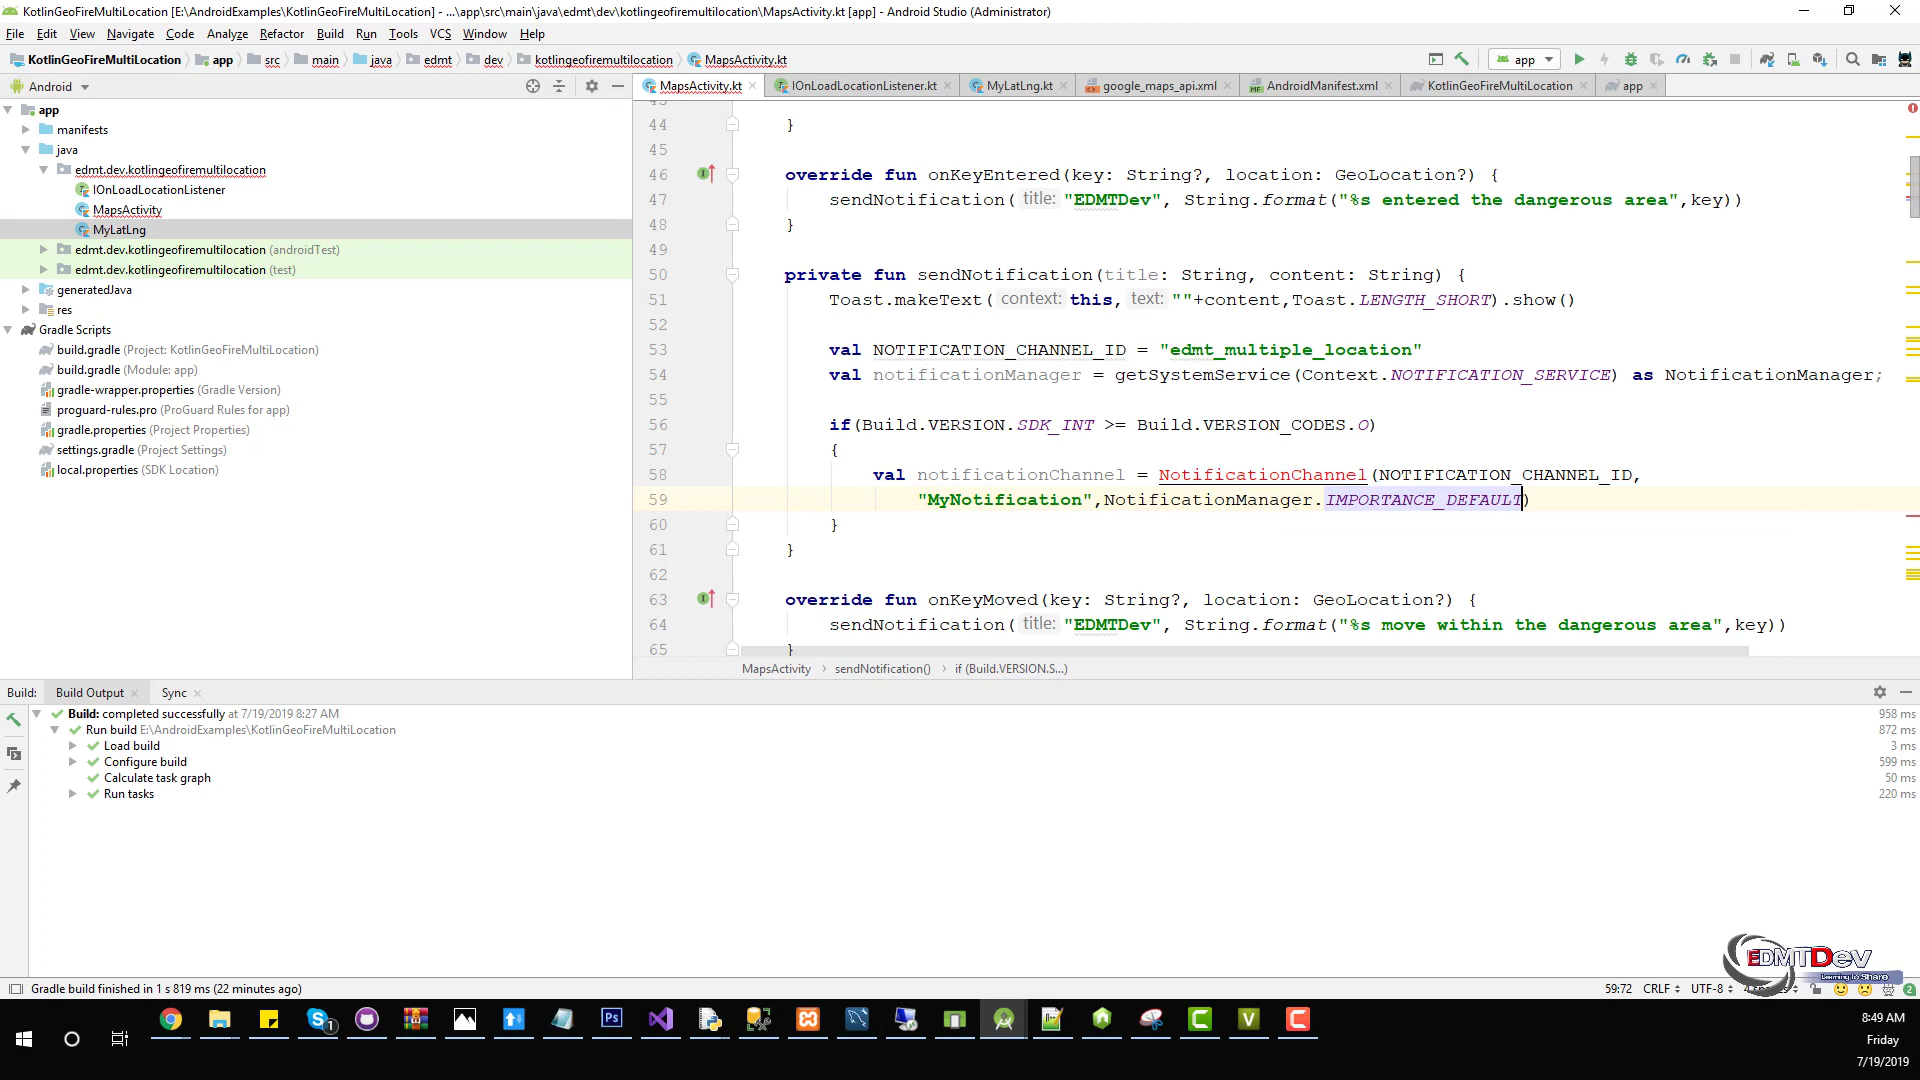 KotlinGeoFireMultiLocation [E:\AndroidExamples\KotlinGeoFireMultiLocation] - ...\app\src\main\java\edmt\dev\kotlingeofiremultilocation\MapsActivity.kt [app] - Android Studio (Administrator)
File Edit View Navigate Code Analyze Refactor Build Run Tools VCS Window Help
KotlinGeoFireMultiLocation app src main java edmt dev kotlingeofiremultilocation MapsActivity.kt app
Android MapsActivity.kt IOnLoadLocationListener.kt MyLatLng.kt google_maps_api.xml AndroidManifest.xml KotlinGeoFireMultiLocation app
app
manifests
java
edmt.dev.kotlingeofiremultilocation
IOnLoadLocationListener
MapsActivity
MyLatLng
edmt.dev.kotlingeofiremultilocation (androidTest)
edmt.dev.kotlingeofiremultilocation (test)
generatedJava
res
Gradle Scripts
build.gradle (Project: KotlinGeoFireMultiLocation)
build.gradle (Module: app)
gradle-wrapper.properties (Gradle Version)
proguard-rules.pro (ProGuard Rules for app)
gradle.properties (Project Properties)
settings.gradle (Project Settings)
local.properties (SDK Location)
44 }
45
46 override fun onKeyEntered(key: String?, location: GeoLocation?) {
47 sendNotification( title: "EDMTDev", String.format("%s entered the dangerous area",key))
48 }
49
50 private fun sendNotification(title: String, content: String) {
51 Toast.makeText( context: this, text: ""+content,Toast.LENGTH_SHORT).show()
52
53 val NOTIFICATION_CHANNEL_ID = "edmt_multiple_location"
54 val notificationManager = getSystemService(Context.NOTIFICATION_SERVICE) as NotificationManager;
55
56 if(Build.VERSION.SDK_INT >= Build.VERSION_CODES.O)
57 {
58 val notificationChannel = NotificationChannel(NOTIFICATION_CHANNEL_ID,
59 "MyNotification",NotificationManager.IMPORTANCE_DEFAULT)
60 }
61 }
62
63 override fun onKeyMoved(key: String?, location: GeoLocation?) {
64 sendNotification( title: "EDMTDev", String.format("%s move within the dangerous area",key))
65 }
MapsActivity sendNotification() if (Build.VERSION.S...)
Build: Build Output Sync
Build: completed successfully at 7/19/2019 8:27 AM 958 ms
Run build E:\AndroidExamples\KotlinGeoFireMultiLocation 872 ms
Load build 3 ms
Configure build 599 ms
Calculate task graph 50 ms
Run tasks 220 ms
EDMTDev
Learning to Share
Gradle build finished in 1 s 819 ms (22 minutes ago) 59:72 CRLF UTF-8
8:49 AM
Friday
7/19/2019